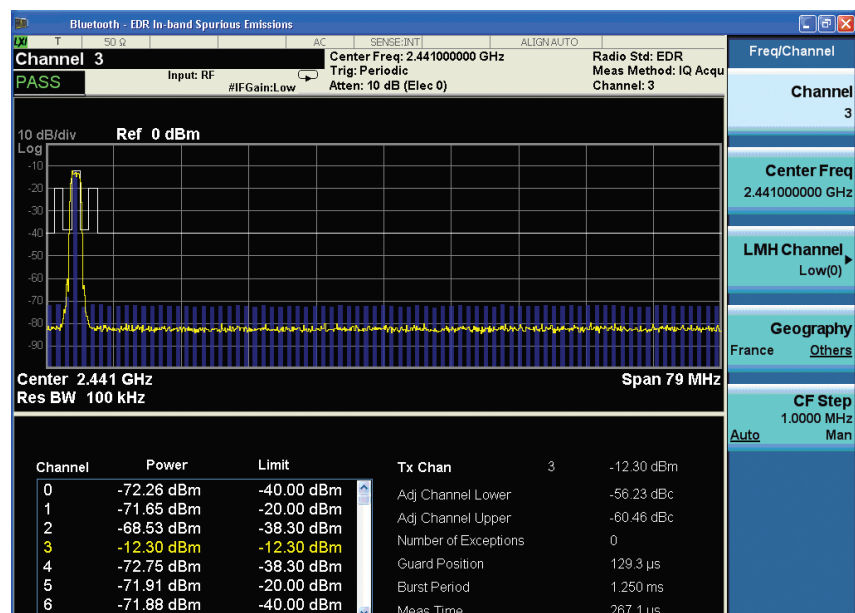 Bluetooth - EDR In-band Spurious Emissions
LXI T 50 Ω AC SENSE:INT ALIGN AUTO
Channel 3
PASS
Input: RF
#IFGain:Low
Center Freq: 2.441000000 GHz
Trig: Periodic
Atten: 10 dB (Elec 0)
Radio Std: EDR
Meas Method: IQ Acqu
Channel: 3
10 dB/div Ref 0 dBm
Log
-10
-20
-30
-40
-50
-60
-70
-80
-90
Center 2.441 GHz Span 79 MHz
Res BW 100 kHz
Channel Power Limit
0 -72.26 dBm -40.00 dBm
1 -71.65 dBm -20.00 dBm
2 -68.53 dBm -38.30 dBm
3 -12.30 dBm -12.30 dBm
4 -72.75 dBm -38.30 dBm
5 -71.91 dBm -20.00 dBm
6 -71.88 dBm -40.00 dBm
Tx Chan 3 -12.30 dBm
Adj Channel Lower -56.23 dBc
Adj Channel Upper -60.46 dBc
Number of Exceptions 0
Guard Position 129.3 µs
Burst Period 1.250 ms
Meas Time 267.1 µs
Freq/Channel
Channel
3
Center Freq
2.441000000 GHz
LMH Channel
Low(0)
Geography
France Others
CF Step
1.0000 MHz
Auto Man